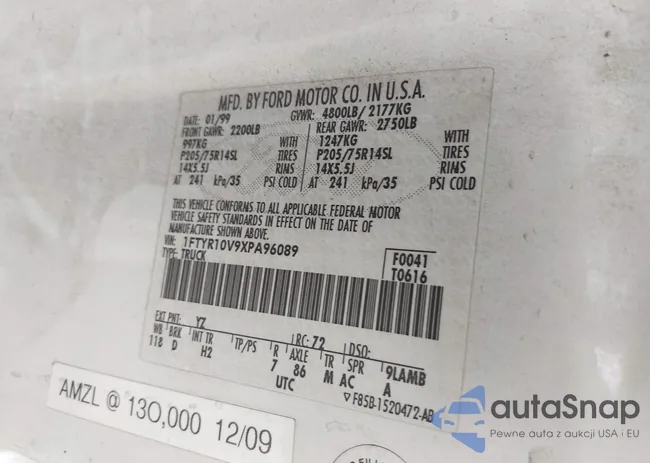 MFD. BY FORD MOTOR CO. IN U.S.A.
DATE: 01/99 GVWR: 4800LB/ 2177KG
FRONT GAWR: 2200LB REAR GAWR: 2750LB
997KG WITH 1247KG WITH
P205/75R14SL TIRES P205/75R14SL TIRES
14X5.5J RIMS 14X5.5J RIMS
AT 241 kPa/35 PSI COLD AT 241 kPa/35 PSI COLD
THIS VEHICLE CONFORMS TO ALL APPLICABLE FEDERAL MOTOR
VEHICLE SAFETY STANDARDS IN EFFECT ON THE DATE OF
MANUFACTURE SHOWN ABOVE.
VIN: 1FTYR10V9XPA96089
TYPE: TRUCK
F0041
T0616
EXT PNT: YZ RC: 72 DSO:
WB BRK INT TR TP/PS R AXLE TR SPR 9LAMB
118 D H2 7 86 M AC A
UTC
▽ F85B-1520472-AB
AMZL @ 130,000 12/09
autoSnap
Pewne auta z aukcji USA i EU